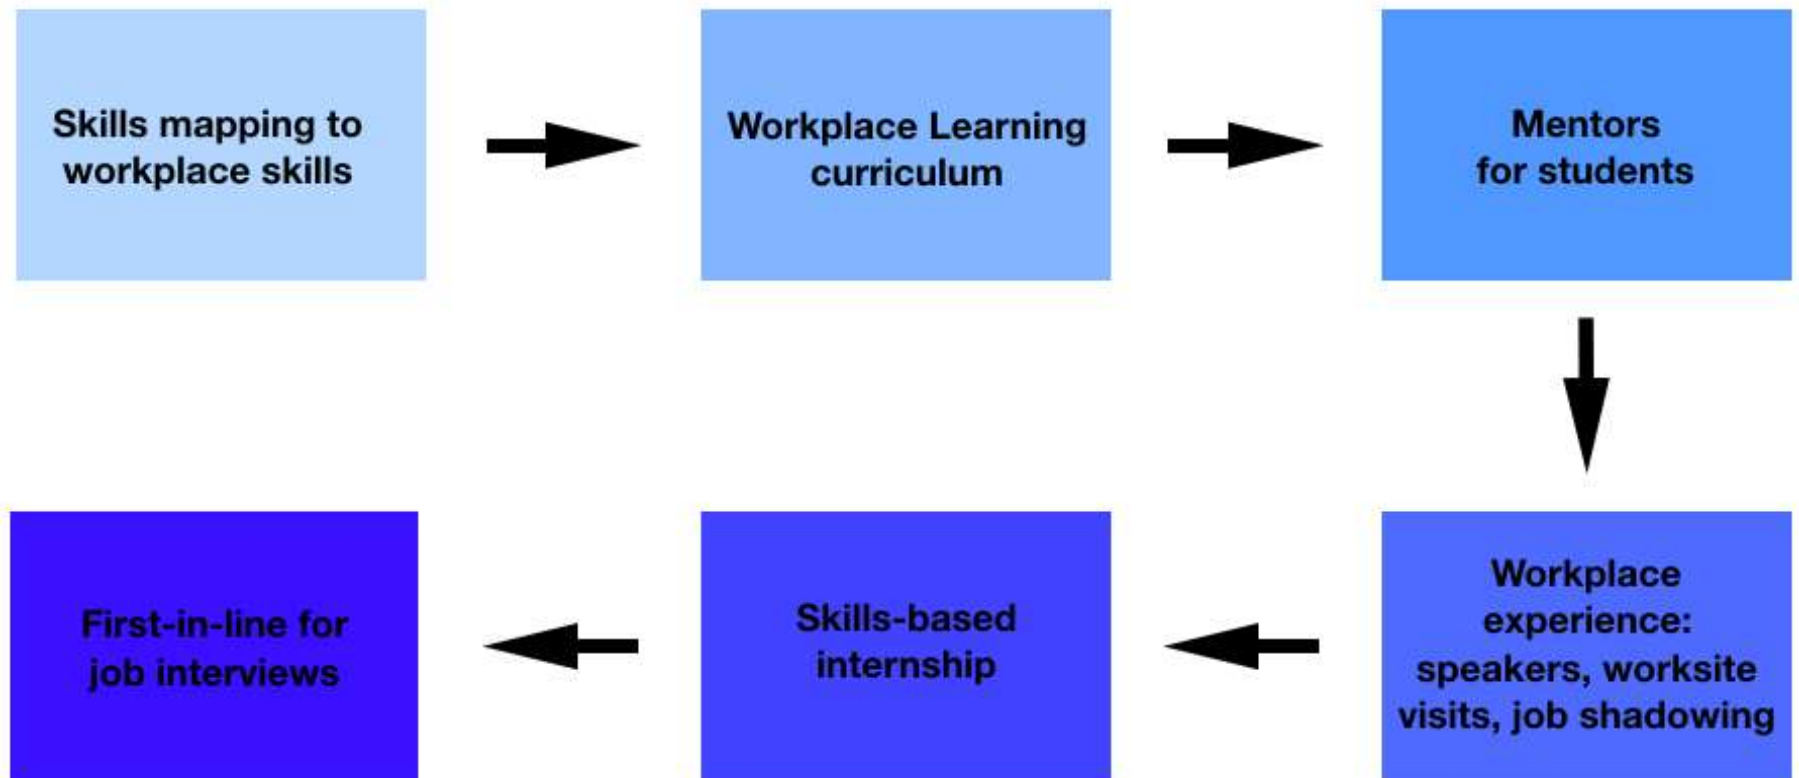 Skills mapping to
workplace skills
Workplace Learning
curriculum
Mentors
for students
Workplace
experience:
speakers, worksite
visits, job shadowing
Skills-based
internship
First-in-line for
job interviews